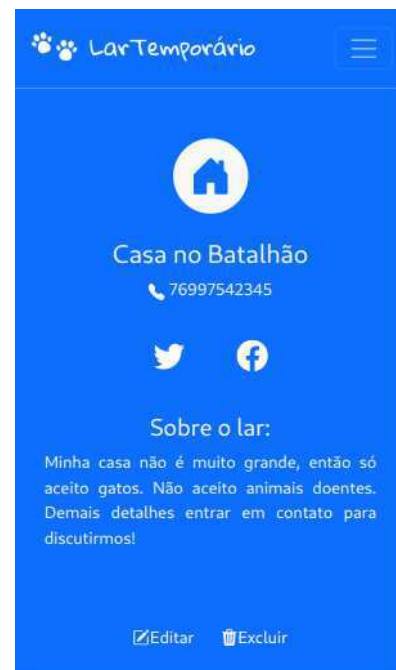 LarTemporário
Casa no Batalhão
76997542345
Sobre o lar:
Minha casa não é muito grande, então só
aceito gatos. Não aceito animais doentes.
Demais detalhes entrar em contato para
discutirmos!
Editar Excluir